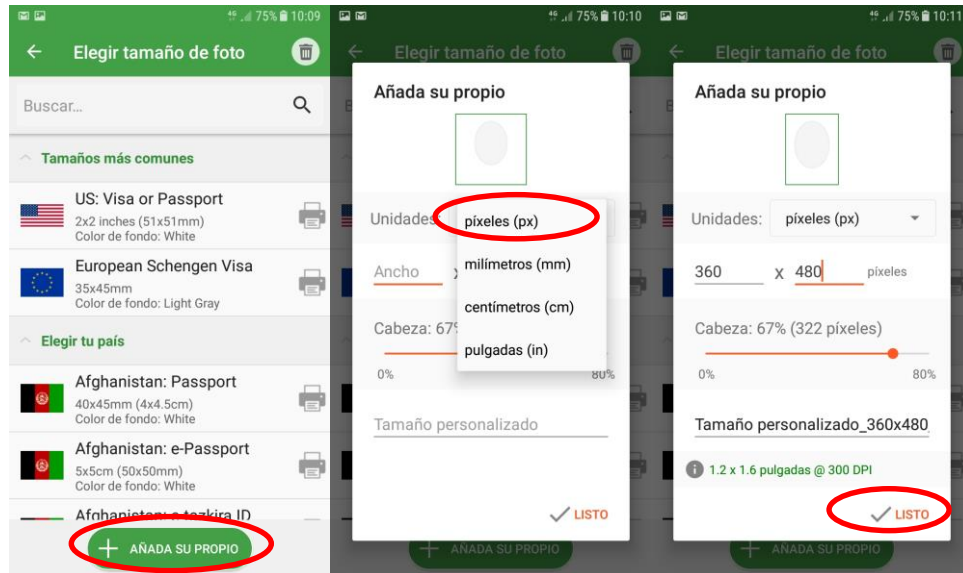 75% 10:09
Elegir tamaño de foto
Buscar...
Tamaños más comunes
US: Visa or Passport
2x2 inches (51x51mm)
Color de fondo: White
European Schengen Visa
35x45mm
Color de fondo: Light Gray
Elegir tu país
Afghanistan: Passport
40x45mm (4x4.5cm)
Color de fondo: White
Afghanistan: e-Passport
5x5cm (50x50mm)
Color de fondo: White
Afghanistan: e-tazkira ID
AÑADA SU PROPIO
75% 10:10
Elegir tamaño de foto
Añada su propio
Unidades:
píxeles (px)
milímetros (mm)
centímetros (cm)
pulgadas (in)
Ancho
Cabeza: 67%
0% 80%
Tamaño personalizado
LISTO
AÑADA SU PROPIO
75% 10:11
Elegir tamaño de foto
Añada su propio
Unidades: píxeles (px)
360 x 480 píxeles
Cabeza: 67% (322 píxeles)
0% 80%
Tamaño personalizado_360x480
1.2 x 1.6 pulgadas @ 300 DPI
LISTO
AÑADA SU PROPIO